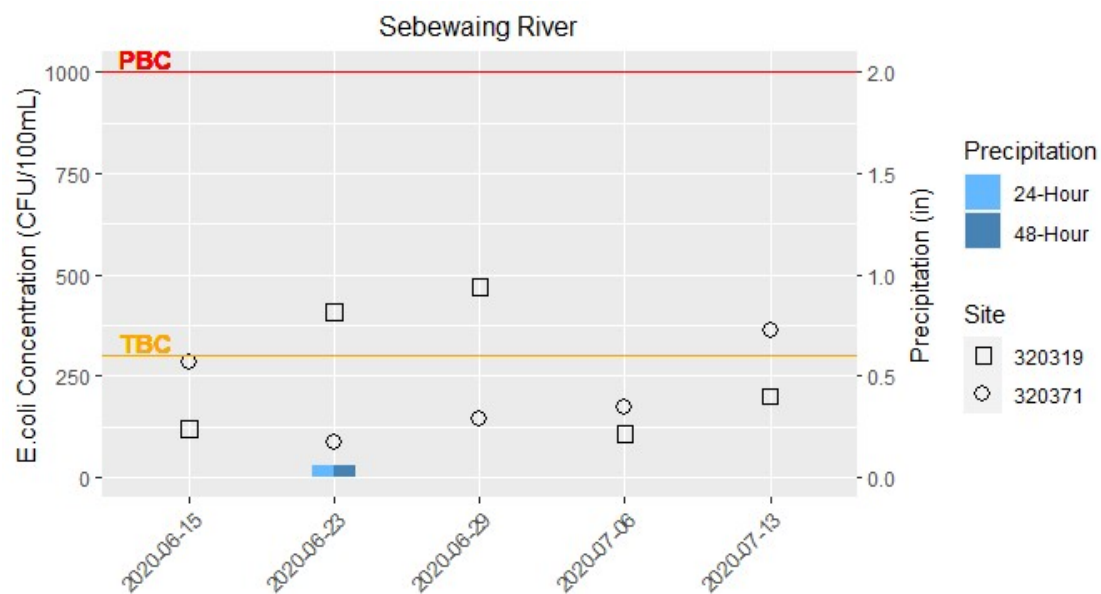 Sebewaing River
PBC
TBC
E.coli Concentration (CFU/100mL)
1000
750
500
250
0
2.0
1.5
1.0
0.5
0.0
Precipitation (in)
2020-06-15
2020-06-23
2020-06-29
2020-07-06
2020-07-13
Precipitation
24-Hour
48-Hour
Site
320319
320371